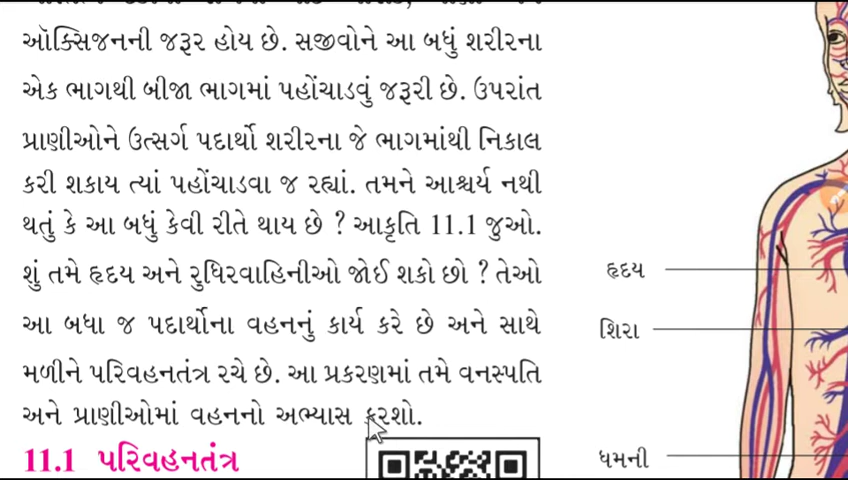 ઑક્સિજનની જરૂર હોય છે. સજીવોને આ બધું શરીરના
એક ભાગથી બીજા ભાગમાં પહોંચાડવું જરૂરી છે. ઉપરાંત
પ્રાણીઓને ઉત્સર્ગ પદાર્થો શરીરના જે ભાગમાંથી નિકાલ
કરી શકાય ત્યાં પહોંચાડવા જ રહ્યાં. તમને આશ્ચર્ય નથી
થતું કે આ બધું કેવી રીતે થાય છે ? આકૃતિ 11.1 જુઓ.
શું તમે હૃદય અને રુધિરવાહિનીઓ જોઈ શકો છો ? તેઓ
આ બધા જ પદાર્થોના વહનનું કાર્ય કરે છે અને સાથે
મળીને પરિવહનતંત્ર રચે છે. આ પ્રકરણમાં તમે વનસ્પતિ
અને પ્રાણીઓમાં વહનનો અભ્યાસ કરશો.
11.1 પરિવહનતંત્ર
હૃદય
શિરા
ધમની